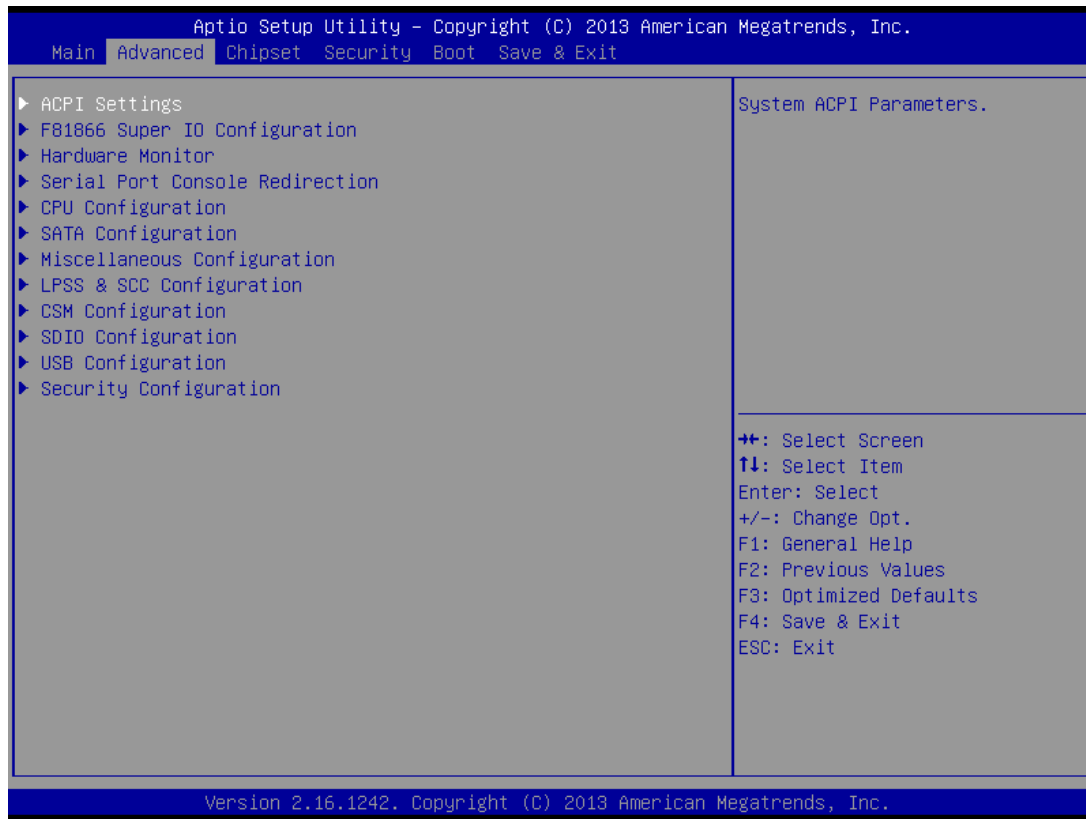 Aptio Setup Utility – Copyright (C) 2013 American Megatrends, Inc.
Main Advanced Chipset Security Boot Save & Exit
ACPI Settings
F81866 Super IO Configuration
Hardware Monitor
Serial Port Console Redirection
CPU Configuration
SATA Configuration
Miscellaneous Configuration
LPSS & SCC Configuration
CSM Configuration
SDIO Configuration
USB Configuration
Security Configuration
System ACPI Parameters.
→←: Select Screen
↑↓: Select Item
Enter: Select
+/-: Change Opt.
F1: General Help
F2: Previous Values
F3: Optimized Defaults
F4: Save & Exit
ESC: Exit
Version 2.16.1242. Copyright (C) 2013 American Megatrends, Inc.